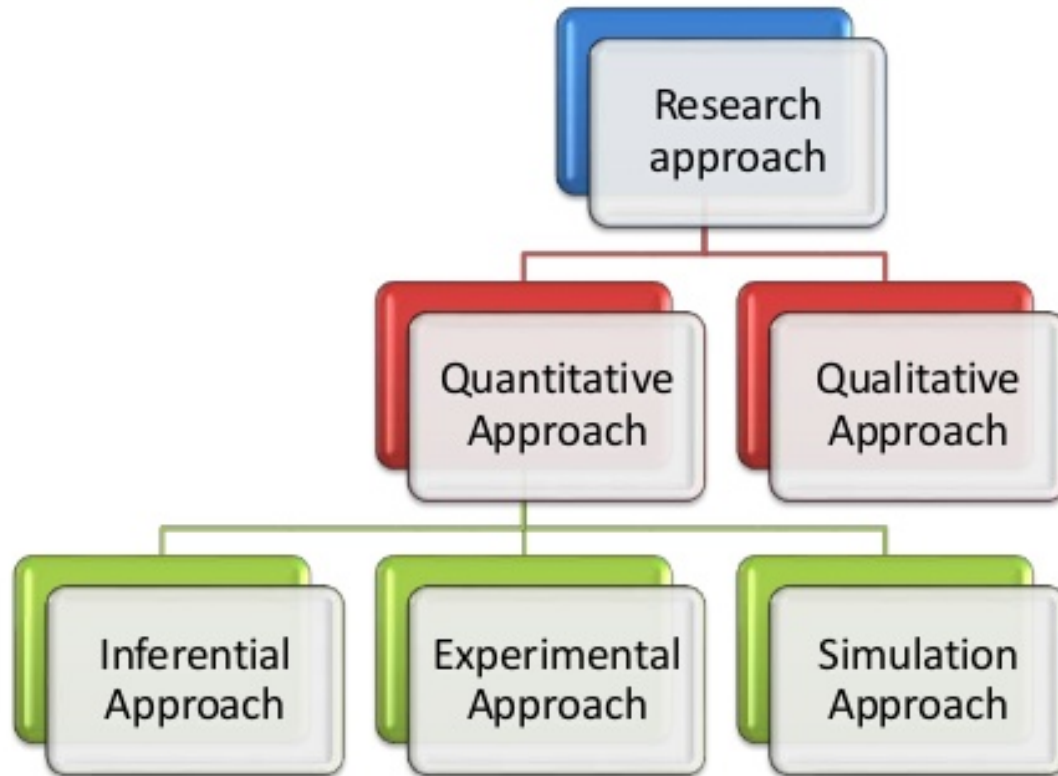 Research
approach
Quantitative
Approach
Qualitative
Approach
Inferential
Approach
Experimental
Approach
Simulation
Approach